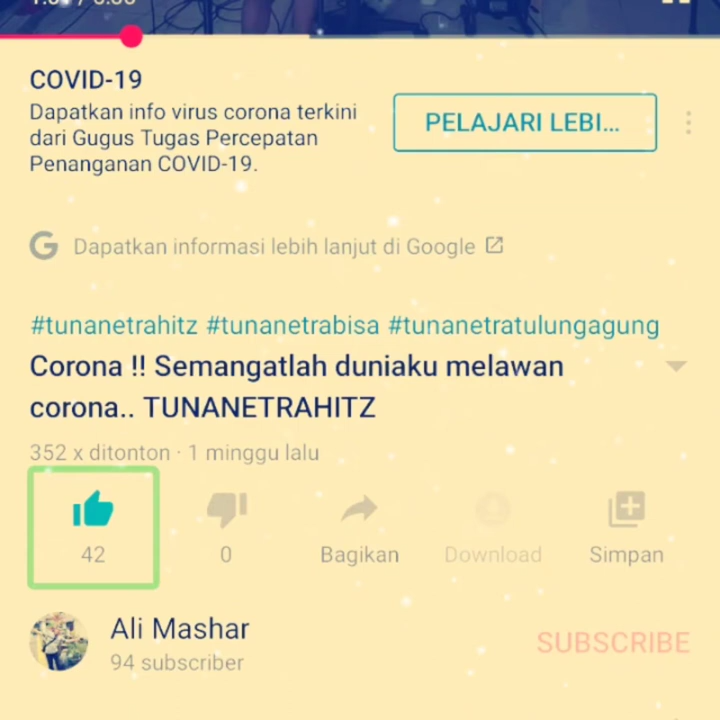 COVID-19
Dapatkan info virus corona terkini
dari Gugus Tugas Percepatan
Penanganan COVID-19.
PELAJARI LEBI...
Dapatkan informasi lebih lanjut di Google
#tunanetrahitz #tunanetrabisa #tunanetratulungagung
Corona !! Semangatlah duniaku melawan
corona.. TUNANETRAHITZ
352 x ditonton · 1 minggu lalu
42
0
Bagikan
Download
Simpan
Ali Mashar
94 subscriber
SUBSCRIBE